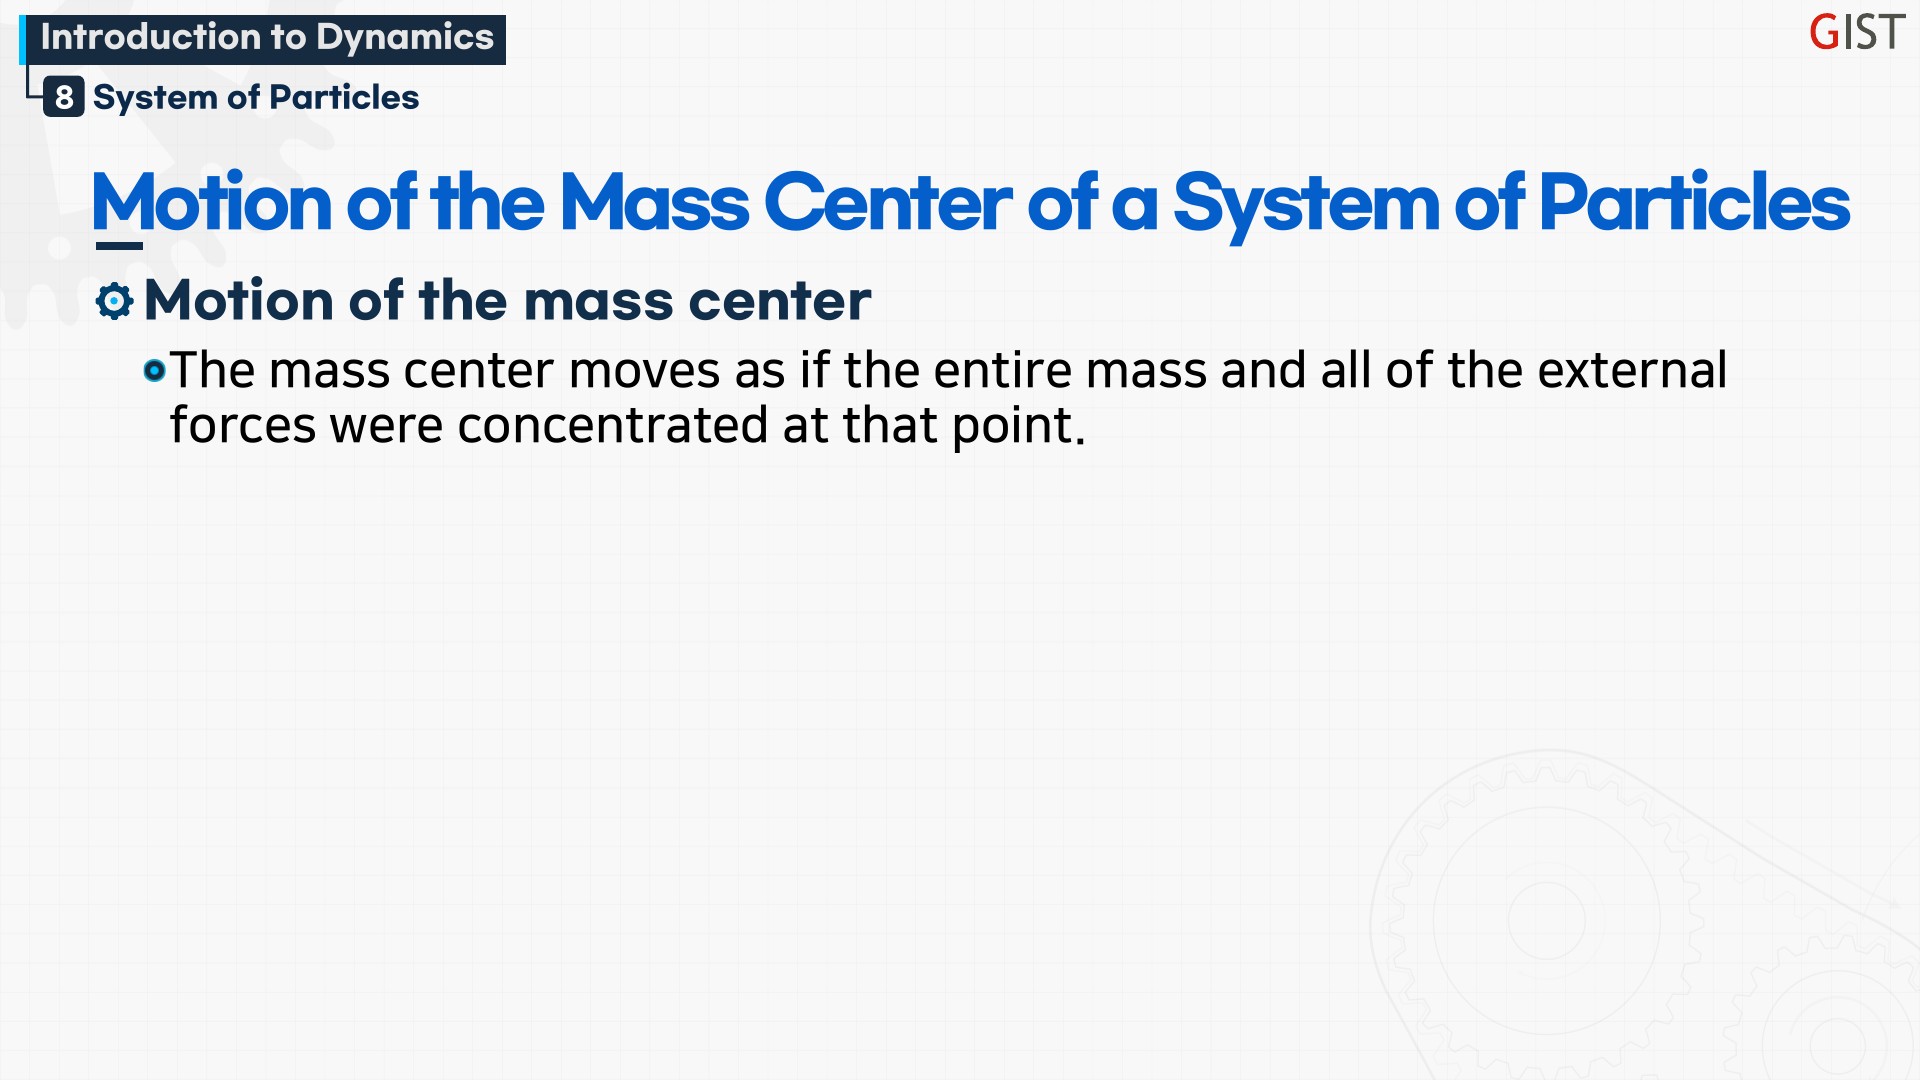 Introduction to Dynamics
GIST
8 System of Particles
Motion of the Mass Center of a System of Particles
Motion of the mass center
The mass center moves as if the entire mass and all of the external
forces were concentrated at that point.